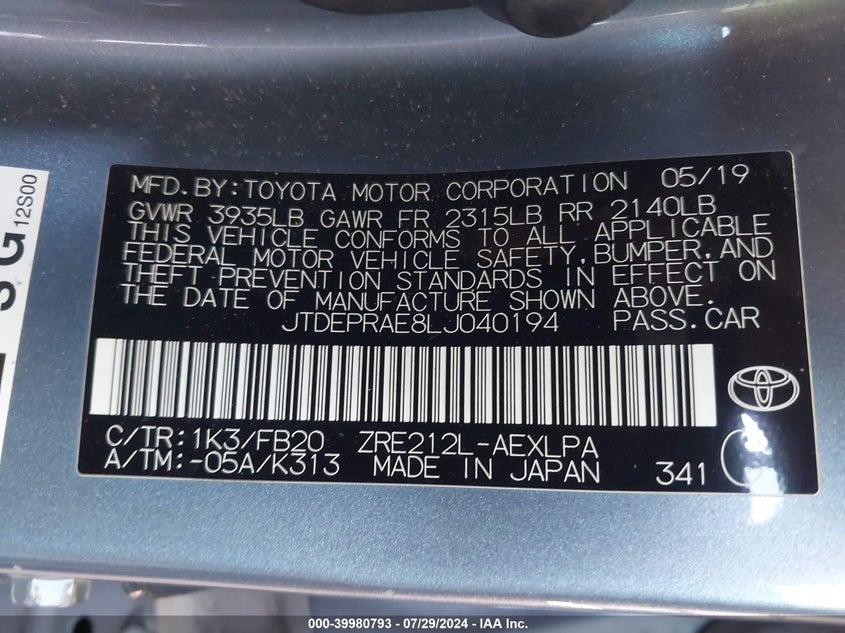 MFD.BY:TOYOTA MOTOR CORPORATION 05/19
GVWR 3935LB GAWR FR 2315LB RR 2140LB
THIS VEHICLE CONFORMS TO ALL APPLICABLE
FEDERAL MOTOR VEHICLE SAFETY,BUMPER,AND
THEFT PREVENTION STANDARDS IN EFFECT ON
THE DATE OF MANUFACTURE SHOWN ABOVE.
JTDEPRAE8LJ040194 PASS.CAR
C/TR:1K3/FB20 ZRE212L-AEXLPA
A/TM:-05A/K313 MADE IN JAPAN 341
12S00
000-39980793 - 07/29/2024 - IAA Inc.